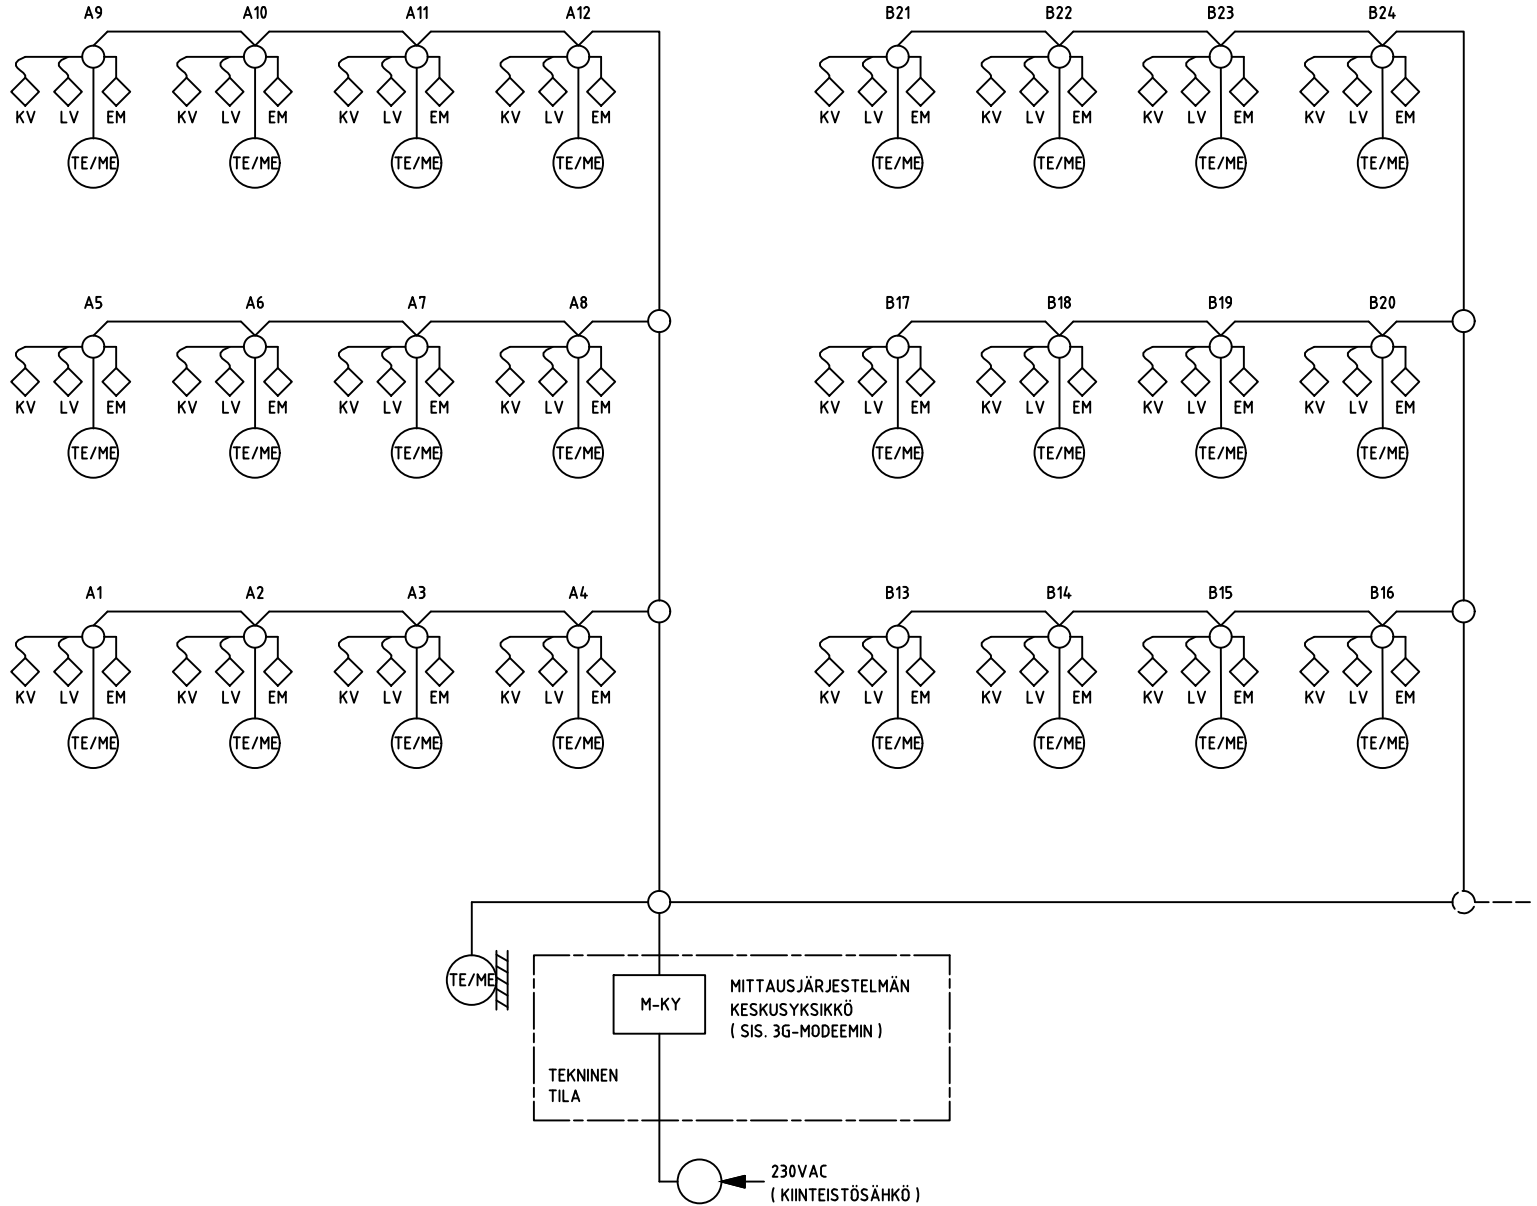 A9 A10 A11 A12 B21 B22 B23 B24
KV LV EM KV LV EM KV LV EM KV LV EM KV LV EM KV LV EM KV LV EM KV LV EM
TE/ME TE/ME TE/ME TE/ME TE/ME TE/ME TE/ME TE/ME
A5 A6 A7 A8 B17 B18 B19 B20
KV LV EM KV LV EM KV LV EM KV LV EM KV LV EM KV LV EM KV LV EM KV LV EM
TE/ME TE/ME TE/ME TE/ME TE/ME TE/ME TE/ME TE/ME
A1 A2 A3 A4 B13 B14 B15 B16
KV LV EM KV LV EM KV LV EM KV LV EM KV LV EM KV LV EM KV LV EM KV LV EM
TE/ME TE/ME TE/ME TE/ME TE/ME TE/ME TE/ME TE/ME
TE/ME
M-KY
MITTAUSJÄRJESTELMÄN
KESKUSYKSIKKÖ
( SIS. 3G-MODEEMIN )
TEKNINEN
TILA
230VAC
( KIINTEISTÖSÄHKÖ )